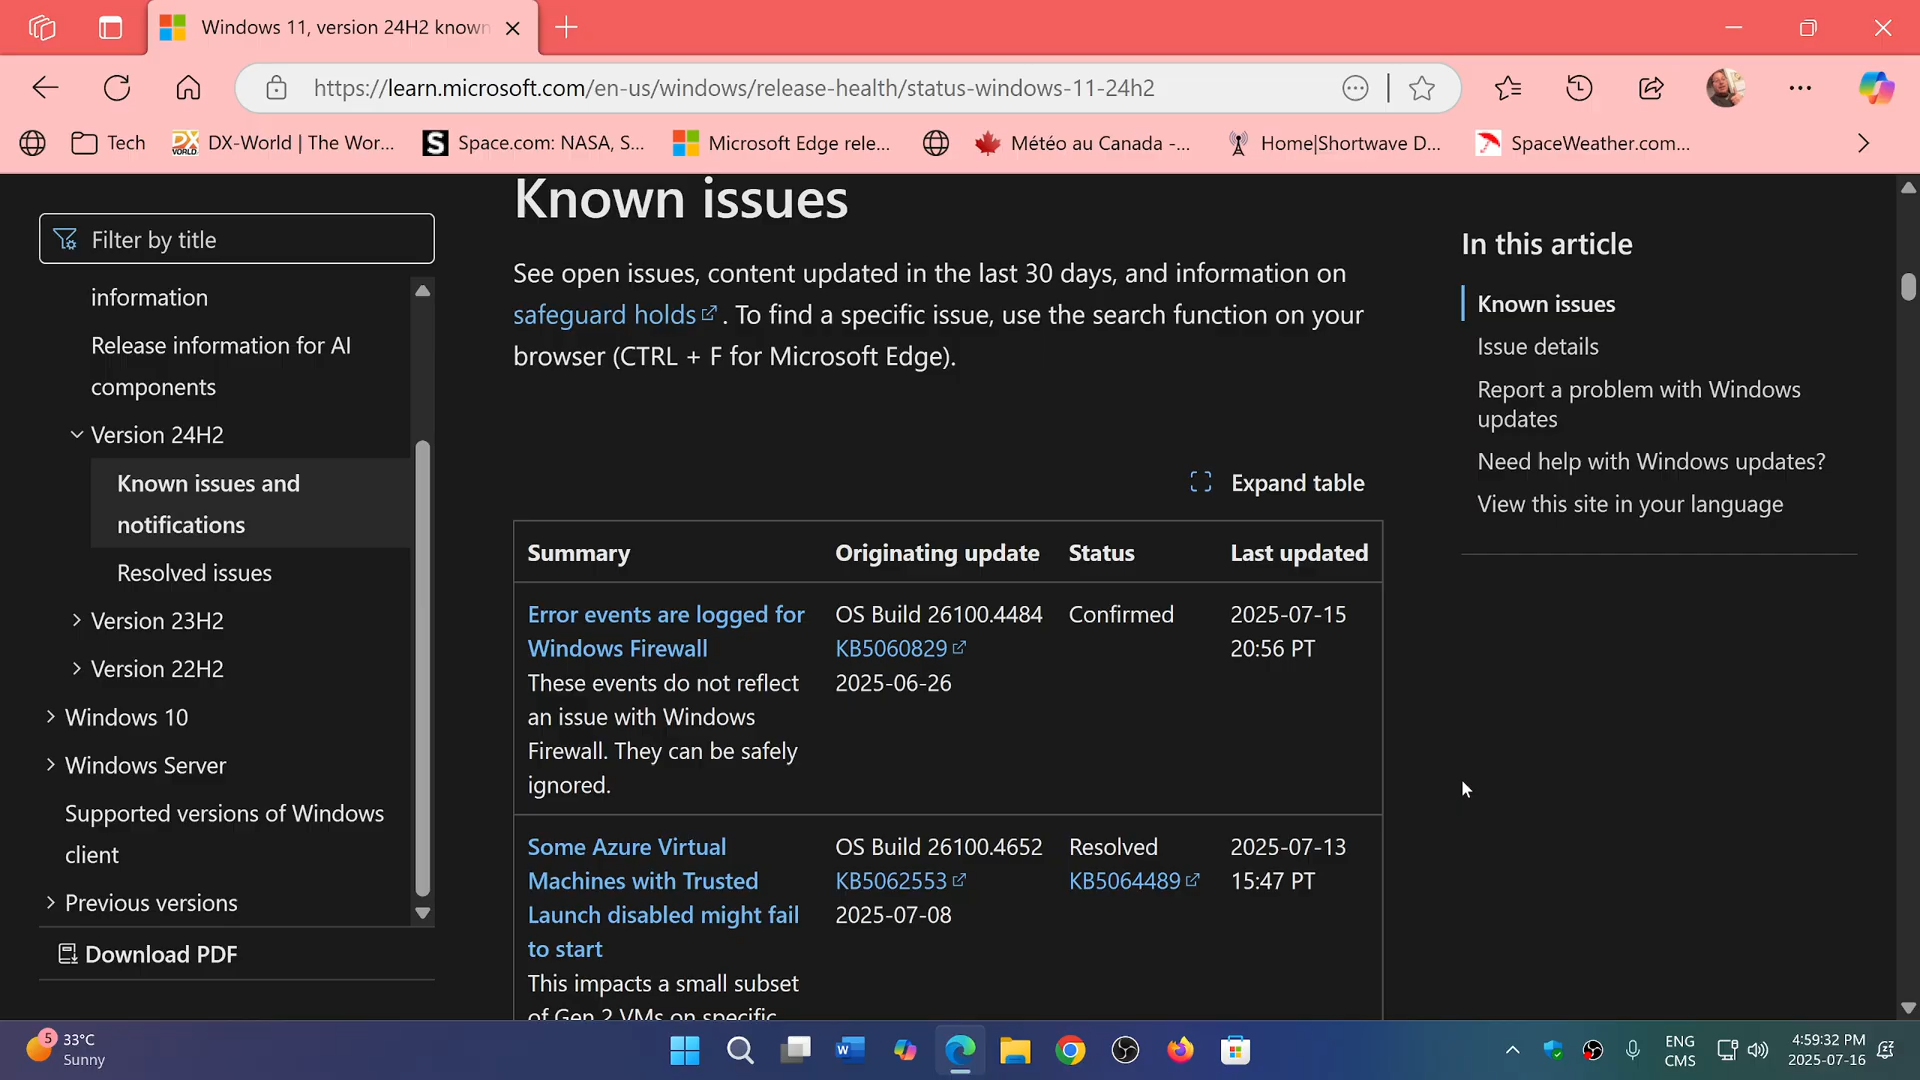 Windows 11, version 24H2 known
https://learn.microsoft.com/en-us/windows/release-health/status-windows-11-24h2
Tech
DX-World | The Wor...
Space.com: NASA, S...
Microsoft Edge rele...
Météo au Canada -...
Home|Shortwave D...
SpaceWeather.com...
Filter by title
information
Release information for AI
components
Version 24H2
Known issues and
notifications
Resolved issues
Version 23H2
Version 22H2
Windows 10
Windows Server
Supported versions of Windows
client
Previous versions
Download PDF
Known issues
See open issues, content updated in the last 30 days, and information on
safeguard holds . To find a specific issue, use the search function on your
browser (CTRL + F for Microsoft Edge).
Expand table
Summary Originating update Status Last updated
Error events are logged for OS Build 26100.4484 Confirmed 2025-07-15
Windows Firewall KB5060829 20:56 PT
These events do not reflect 2025-06-26
an issue with Windows
Firewall. They can be safely
ignored.
Some Azure Virtual OS Build 26100.4652 Resolved 2025-07-13
Machines with Trusted KB5062553 KB5064489 15:47 PT
Launch disabled might fail 2025-07-08
to start
This impacts a small subset
of Gen 2 VMs on specific
In this article
Known issues
Issue details
Report a problem with Windows
updates
Need help with Windows updates?
View this site in your language
5
33°C
Sunny
ENG
CMS
4:59:32 PM
2025-07-16